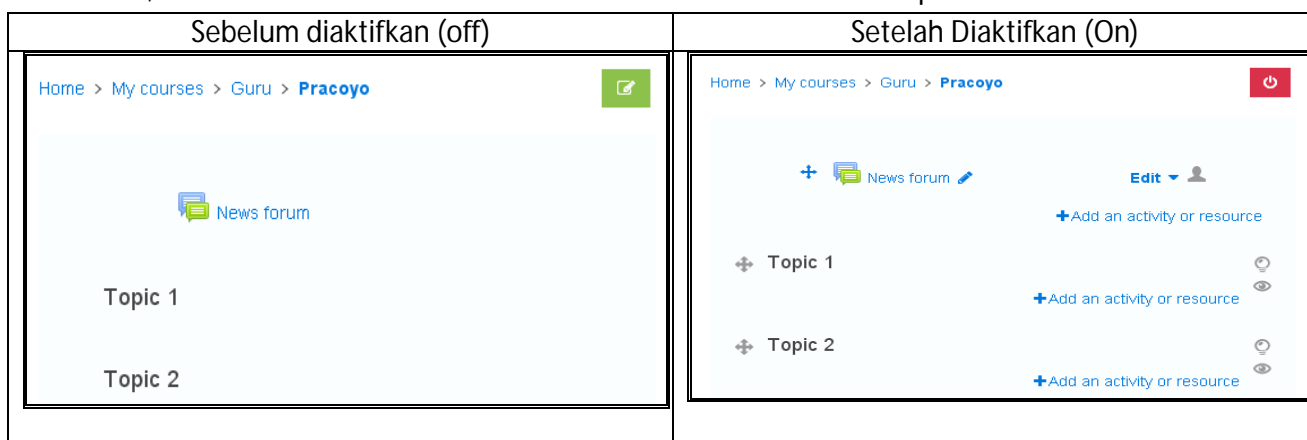 Sebelum diaktifkan (off)
Setelah Diaktifkan (On)
Home > My courses > Guru > Pracoyo
News forum
Topic 1
Topic 2
Home > My courses > Guru > Pracoyo
News forum
Edit
+Add an activity or resource
Topic 1
+Add an activity or resource
Topic 2
+Add an activity or resource